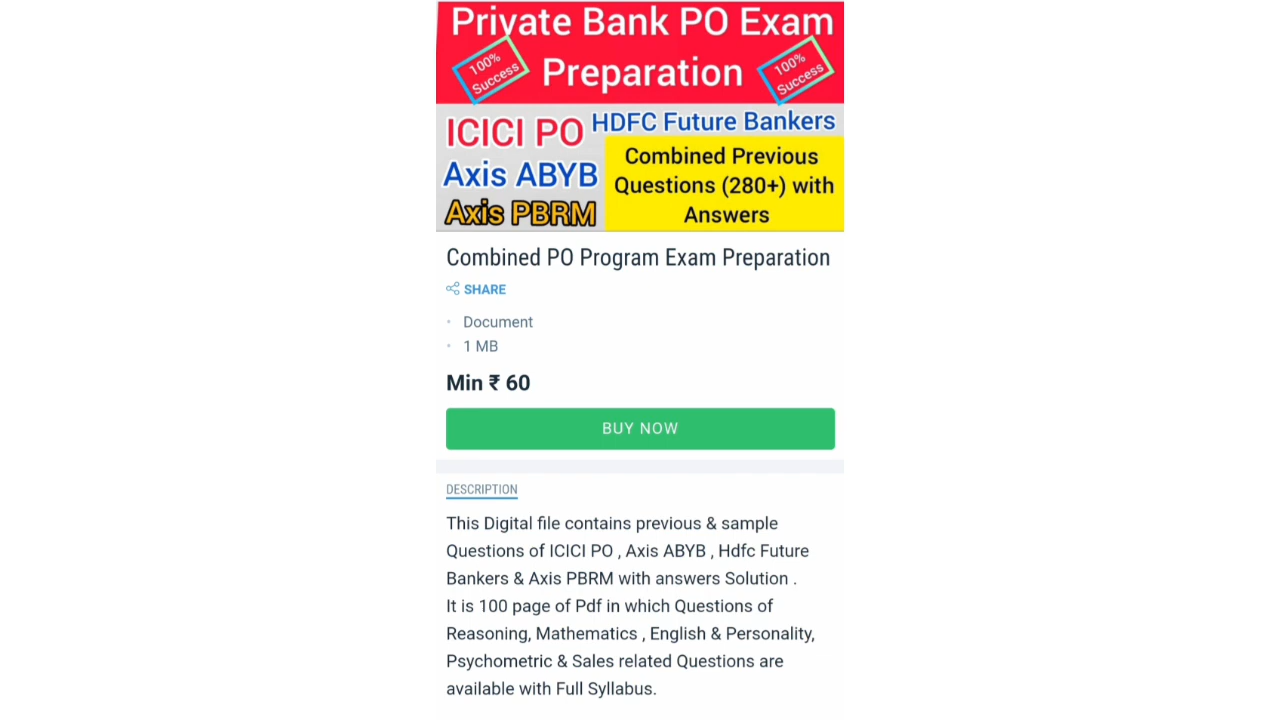 Private Bank PO Exam
100%
Success
Preparation
100%
Success
ICICI PO
HDFC Future Bankers
Axis ABYB
Axis PBRM
Combined Previous
Questions (280+) with
Answers
Combined PO Program Exam Preparation
SHARE
Document
1 MB
Min ₹ 60
BUY NOW
DESCRIPTION
This Digital file contains previous & sample
Questions of ICICI PO , Axis ABYB , Hdfc Future
Bankers & Axis PBRM with answers Solution .
It is 100 page of Pdf in which Questions of
Reasoning, Mathematics , English & Personality,
Psychometric & Sales related Questions are
available with Full Syllabus.